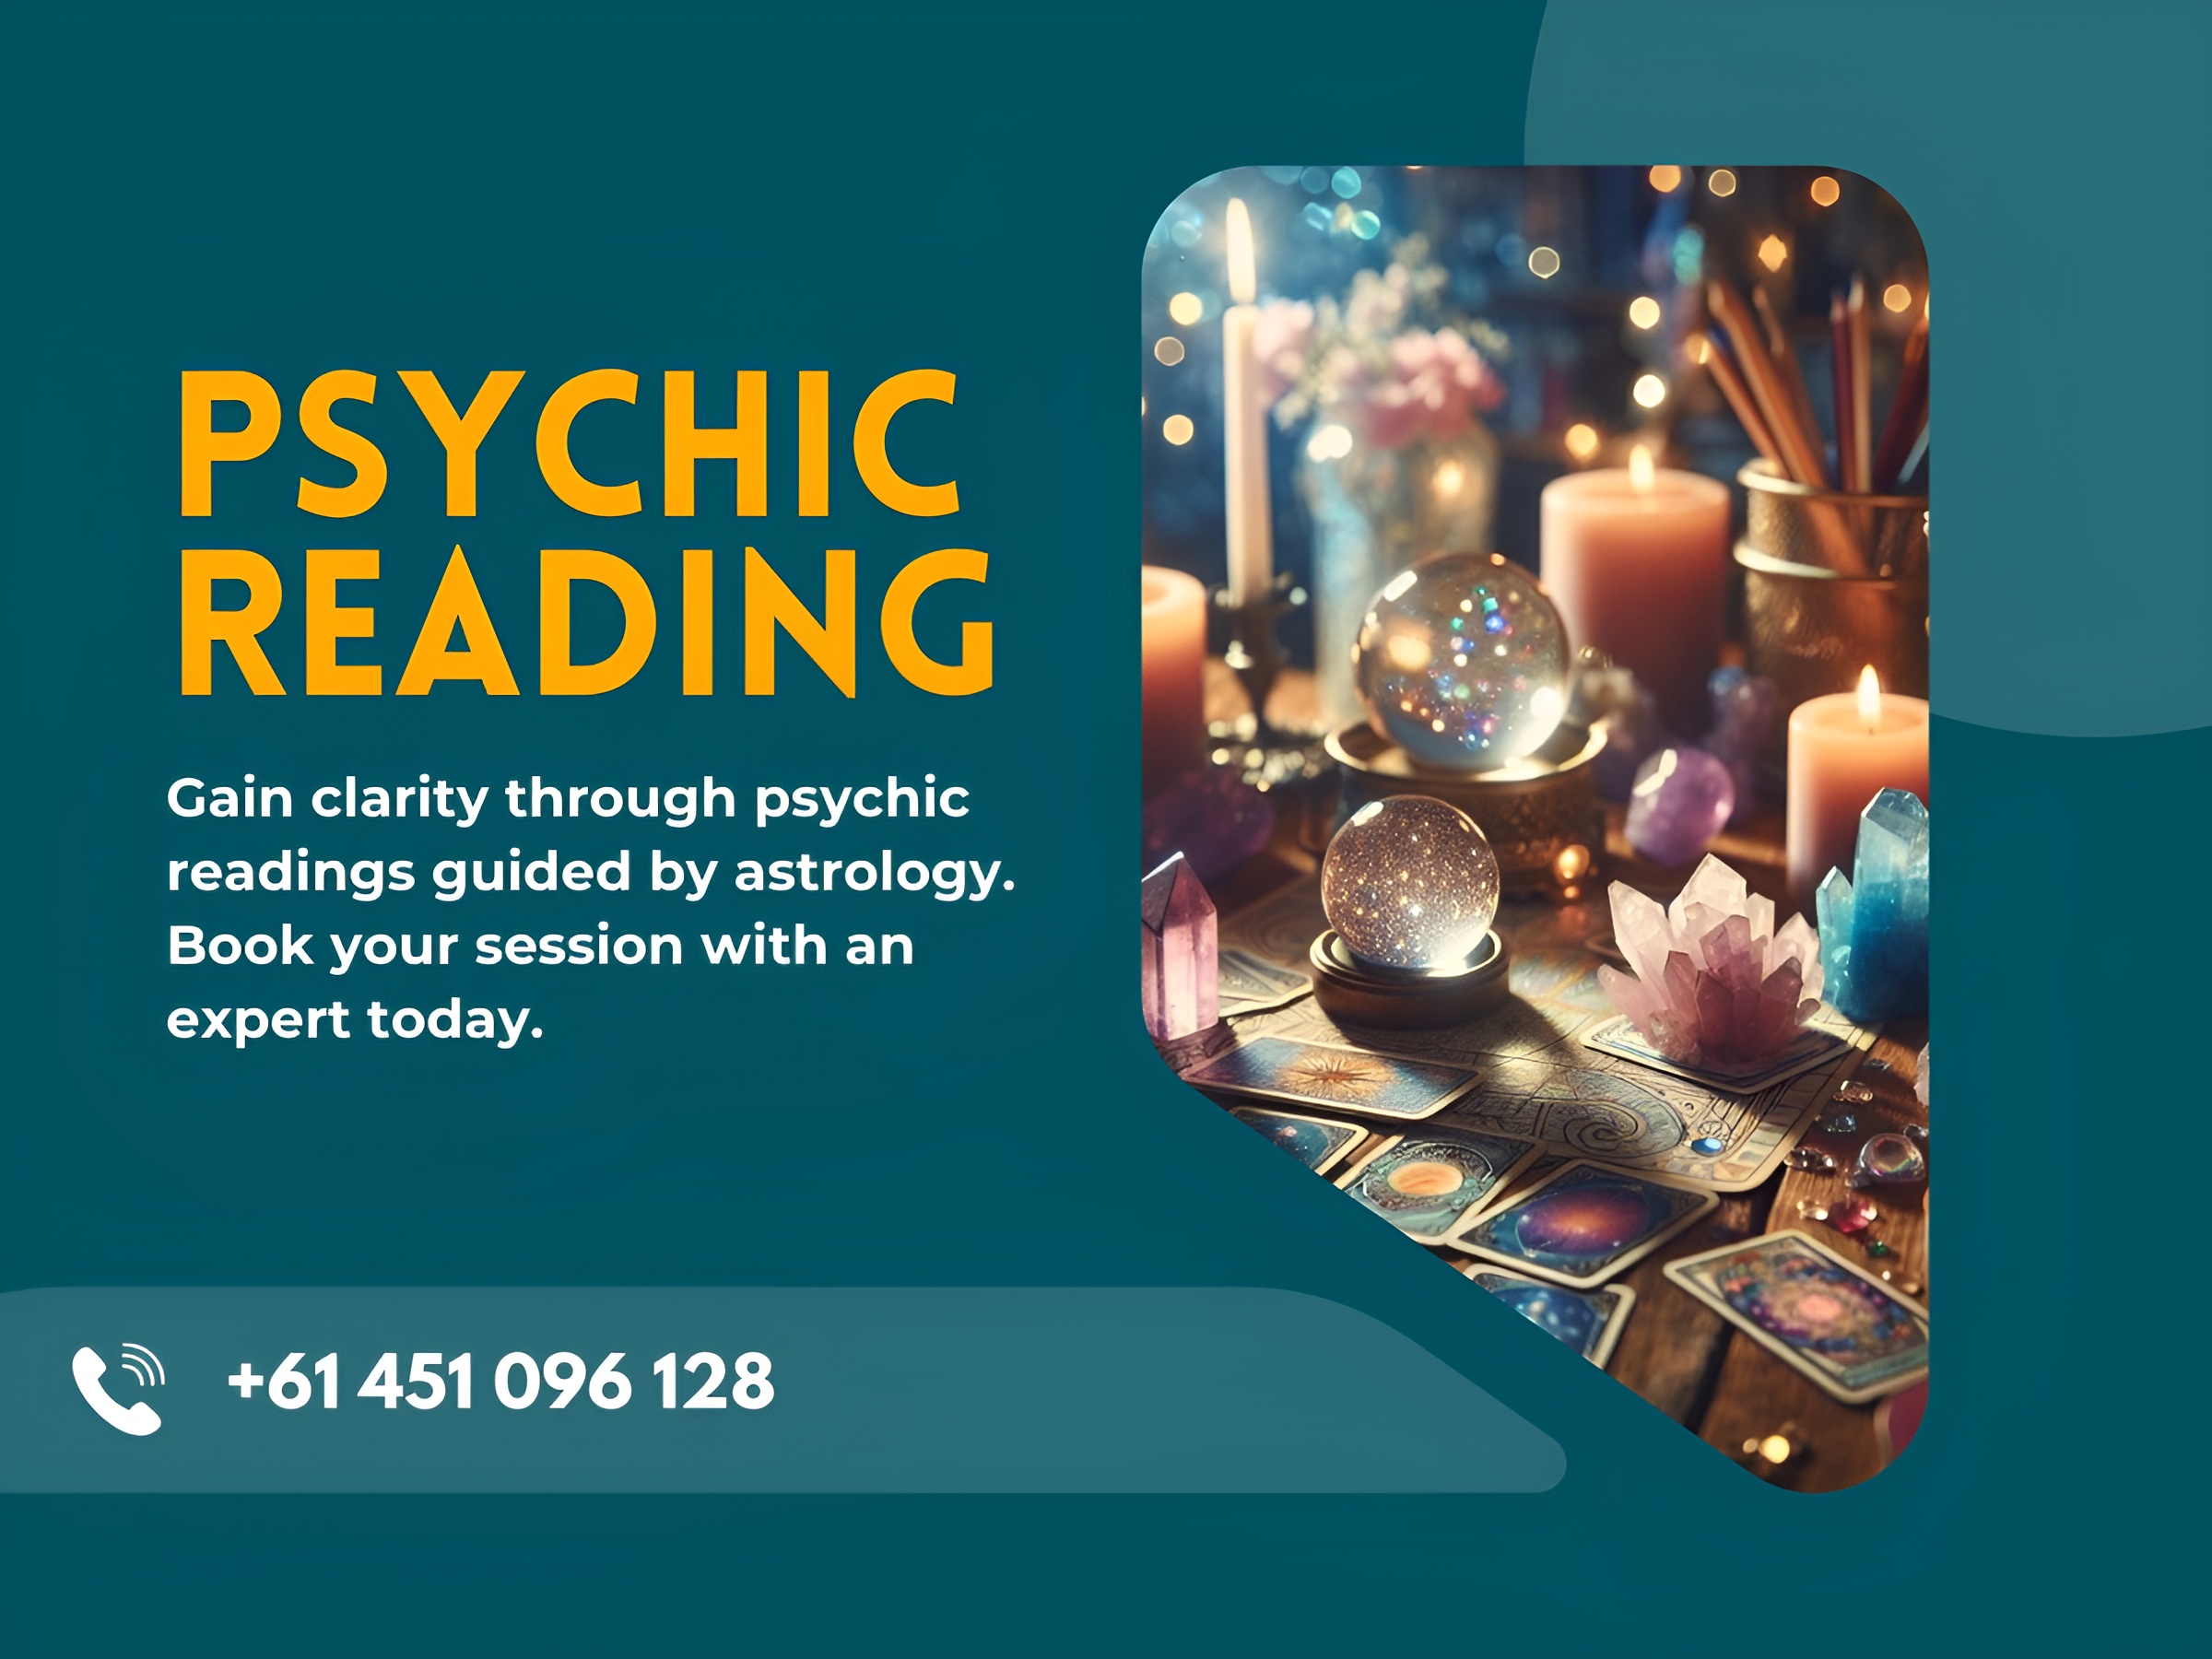 PSYCHIC
READING
Gain clarity through psychic
readings guided by astrology.
Book your session with an
expert today.
+61 451 096 128